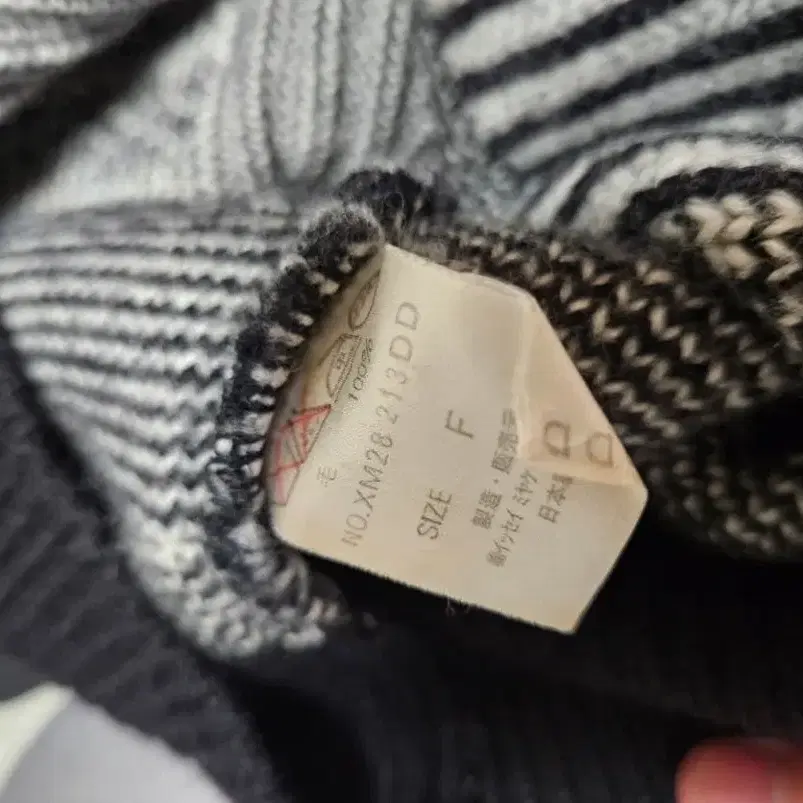 毛 100%
NO.XM28-213DD
SIZE F
製造・販売元
㈱イッセイ ミヤケ
日本